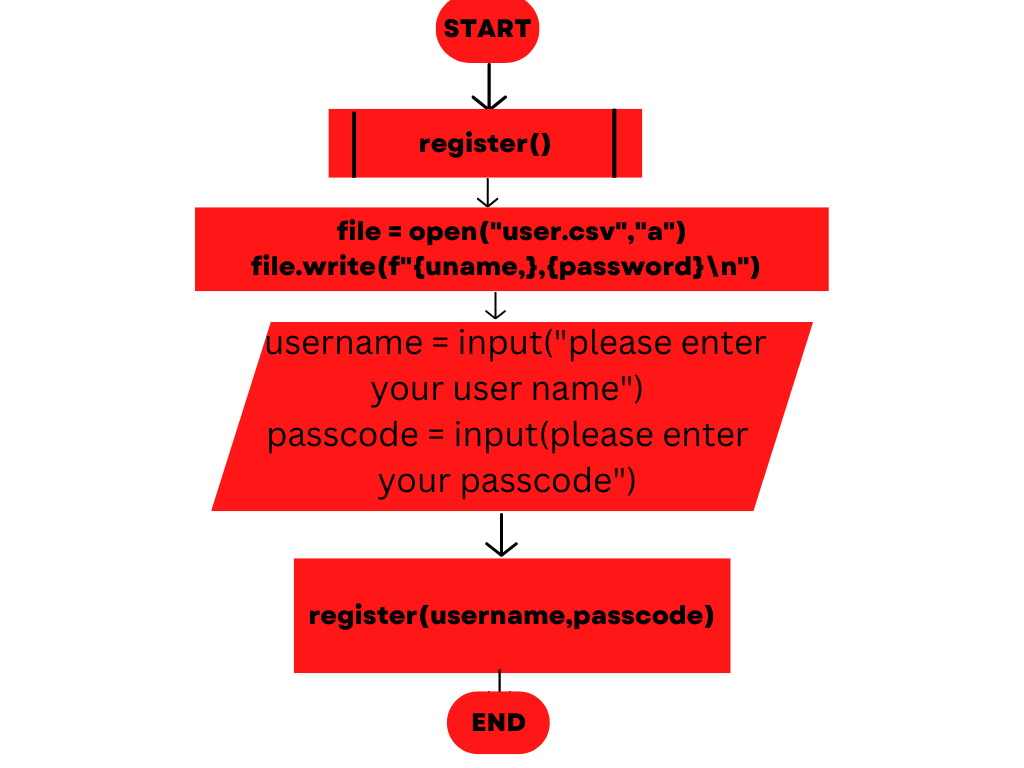 START
register()
file = open("user.csv","a")
file.write(f"{uname,},{password}\n")
username = input("please enter
your user name")
passcode = input(please enter
your passcode")
register(username,passcode)
END